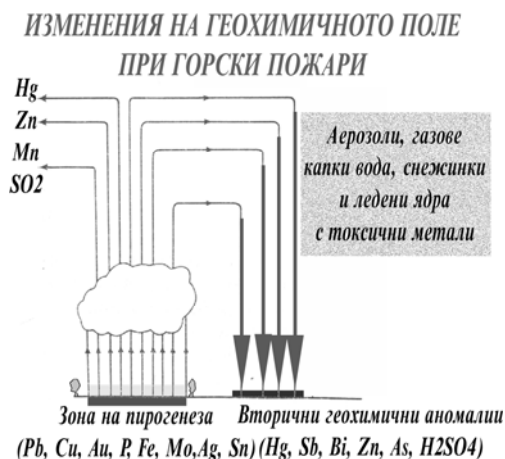 ИЗМЕНЕНИЯ НА ГЕОХИМИЧНОТО ПОЛЕ
ПРИ ГОРСКИ ПОЖАРИ
Hg
Zn
Mn
SO2
Аерозоли, газове
капки вода, снежинки
и ледени ядра
с токсични метали
Зона на пирогенеза
(Pb, Cu, Au, P, Fe, Mo,Ag, Sn)
Вторични геохимични аномалии
(Hg, Sb, Bi, Zn, As, H2SO4)